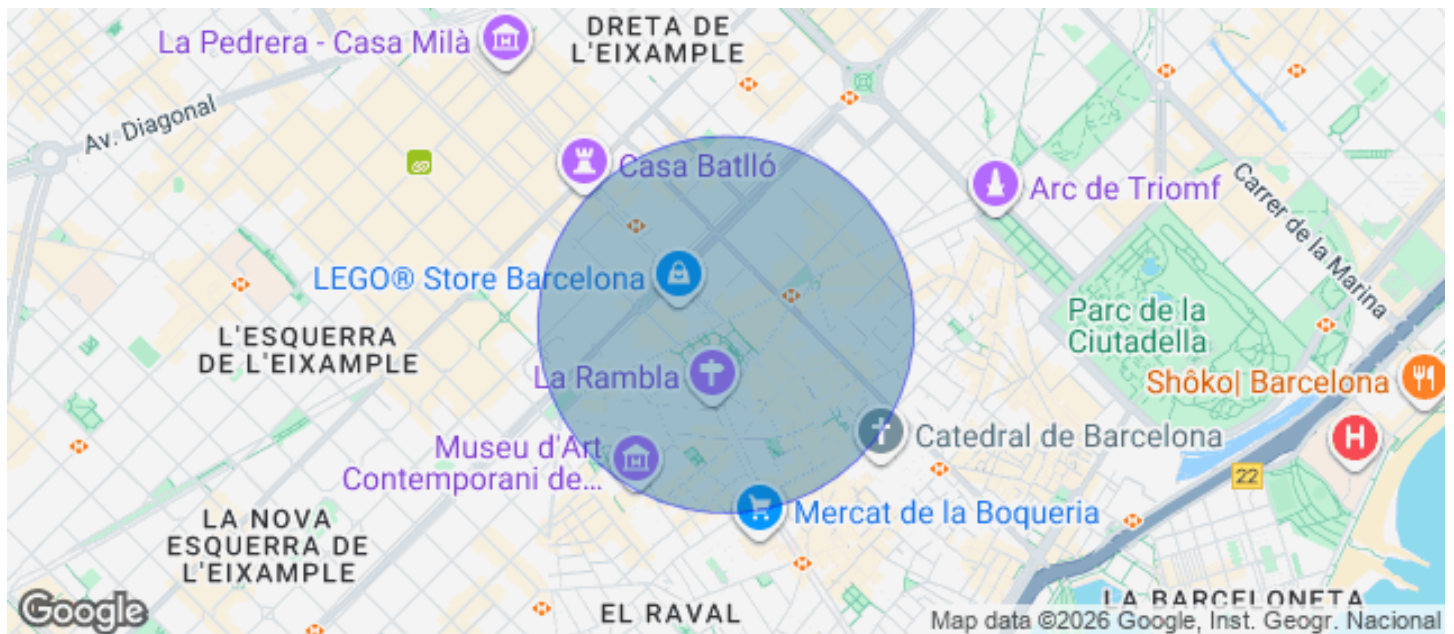 La Pedrera - Casa Milà
DRETA DE
L'EIXAMPLE
Av. Diagonal
Casa Batlló
Arc de Triomf
Carrer de la Marina
LEGO® Store Barcelona
Parc de la
Ciutadella
L'ESQUERRA
DE L'EIXAMPLE
La Rambla
Shôko| Barcelona
H
Museu d'Art
Contemporani de...
Catedral de Barcelona
22
Mercat de la Boqueria
LA NOVA
ESQUERRA DE
L'EIXAMPLE
EL RAVAL
LA BARCELONETA
Google
Map data ©2026 Google, Inst. Geogr. Nacional